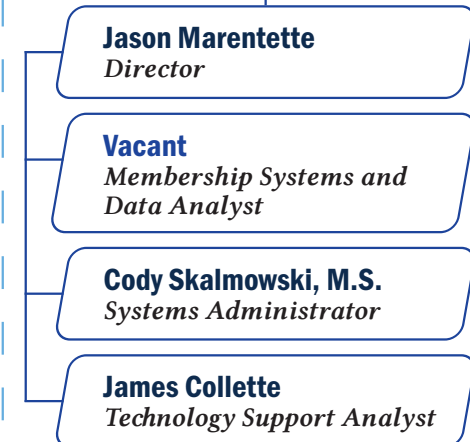 Jason Marentette
Director
Vacant
Membership Systems and
Data Analyst
Cody Skalmowski, M.S.
Systems Administrator
James Collette
Technology Support Analyst